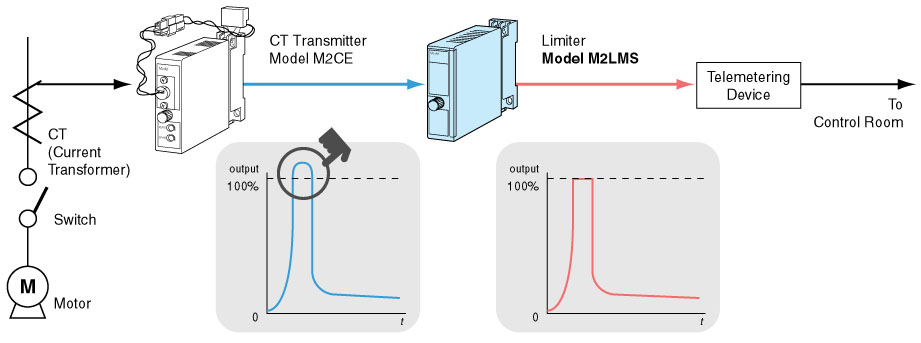 CT Transmitter
Model M2CE
Limiter
Model M2LMS
Telemetering
Device
To
Control Room
CT
(Current
Transformer)
Switch
M
Motor
output
100%
0
t
output
100%
0
t